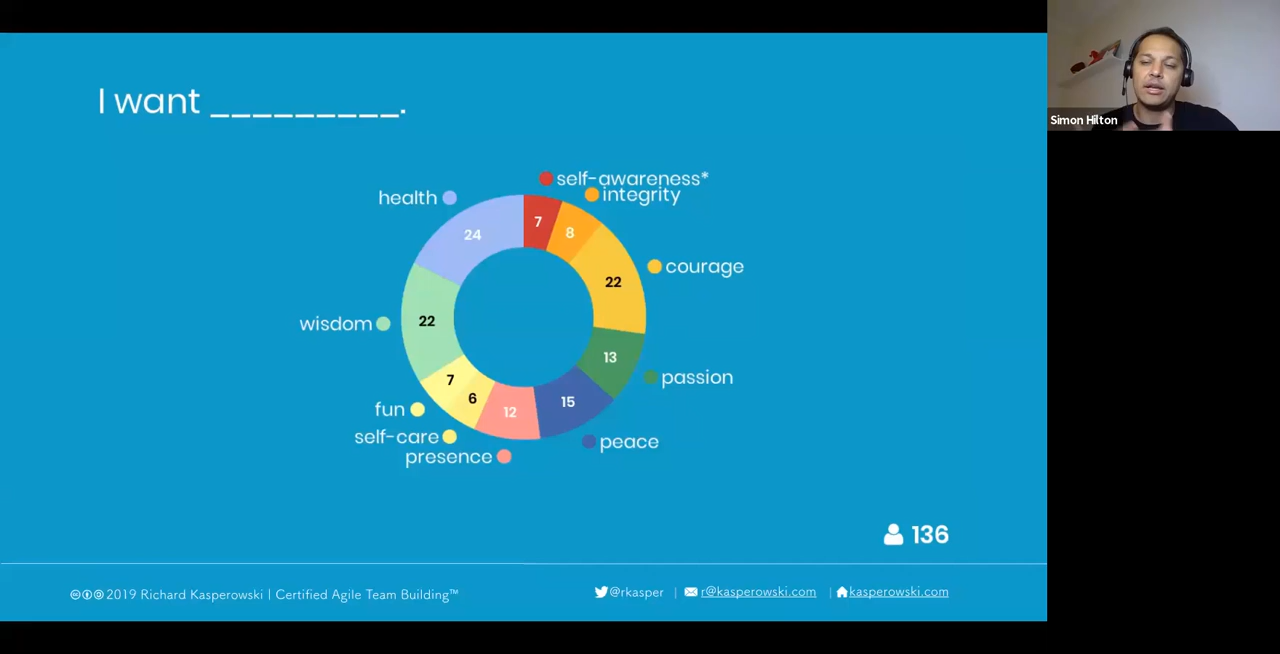 I want _________.
self-awareness*
integrity
health
7
8
24
courage
22
wisdom
22
13
passion
7
6
12
15
fun
self-care
presence
peace
136
🅭🅯🄎 2019 Richard Kasperowski | Certified Agile Team Building™
@rkasper | r@kasperowski.com | kasperowski.com
Simon Hilton